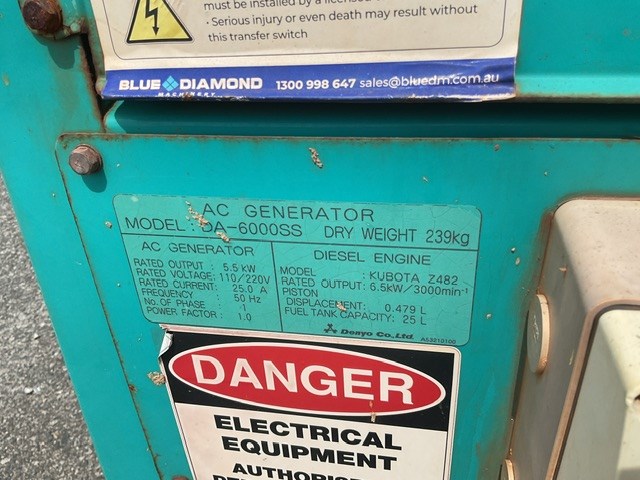 must be installed by a licensed
· Serious injury or even death may result without
this transfer switch
BLUE DIAMOND
MACHINERY
1300 998 647 sales@bluedm.com.au
AC GENERATOR
MODEL : DA-6000SS DRY WEIGHT 239kg
AC GENERATOR
RATED OUTPUT : 5.5 kW
RATED VOLTAGE: 110/220V
RATED CURRENT: 25.0 A
FREQUENCY : 50 Hz
No. OF PHASE : 1
POWER FACTOR : 1.0
DIESEL ENGINE
MODEL : KUBOTA Z482
RATED OUTPUT : 6.5kW/3000min-1
PISTON
DISPLACEMENT: 0.479 L
FUEL TANK CAPACITY: 25 L
Denyo Co.,Ltd. A53210100
DANGER
ELECTRICAL
EQUIPMENT